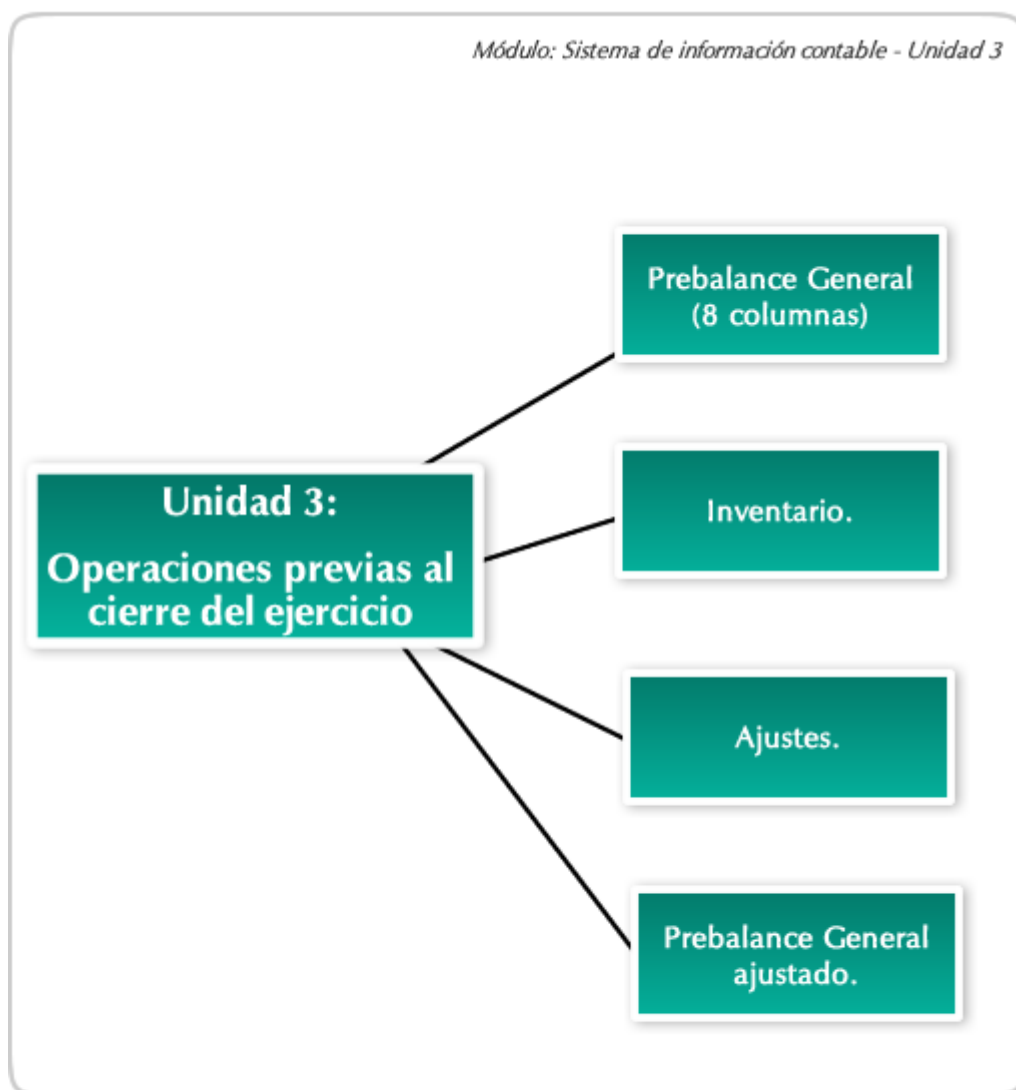 Módulo: Sistema de información contable - Unidad 3
Prebalance General
(8 columnas)
Inventario.
Unidad 3:
Operaciones previas al
cierre del ejercicio
Ajustes.
Prebalance General
ajustado.